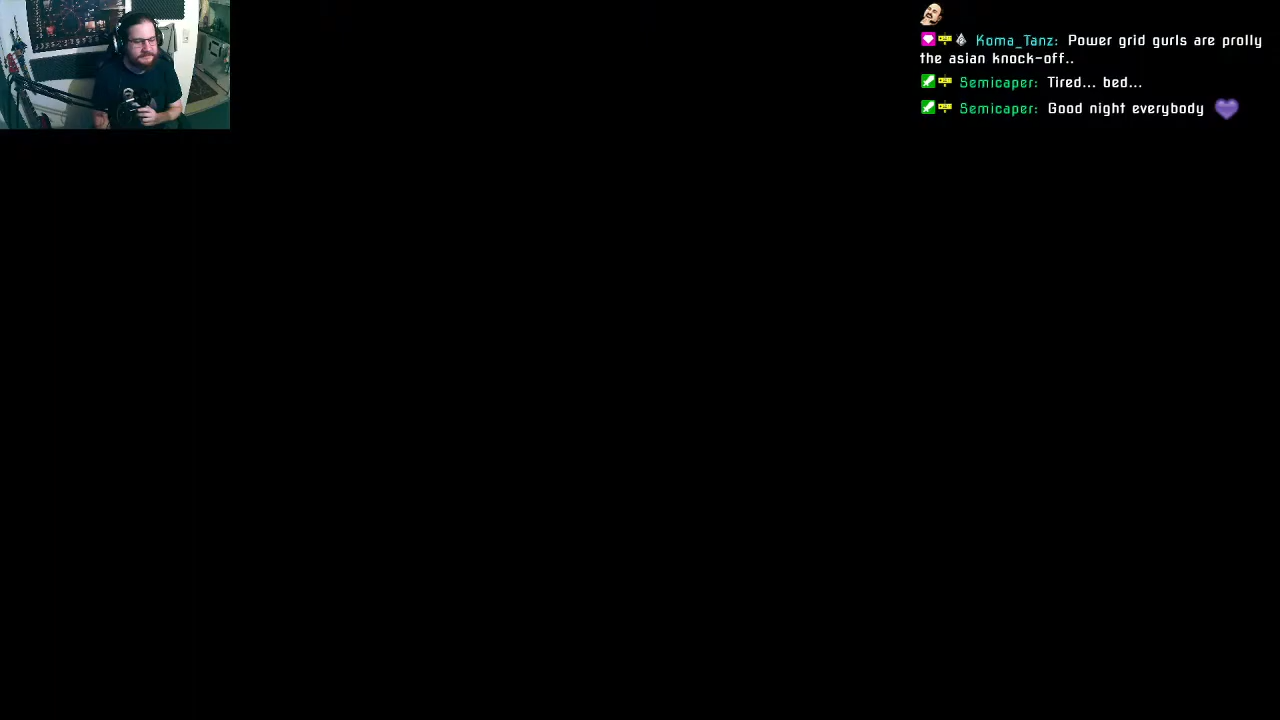 Koma_Tanz: Power grid gurls are prolly
the asian knock-off..
Semicaper: Tired... bed...
Semicaper: Good night everybody